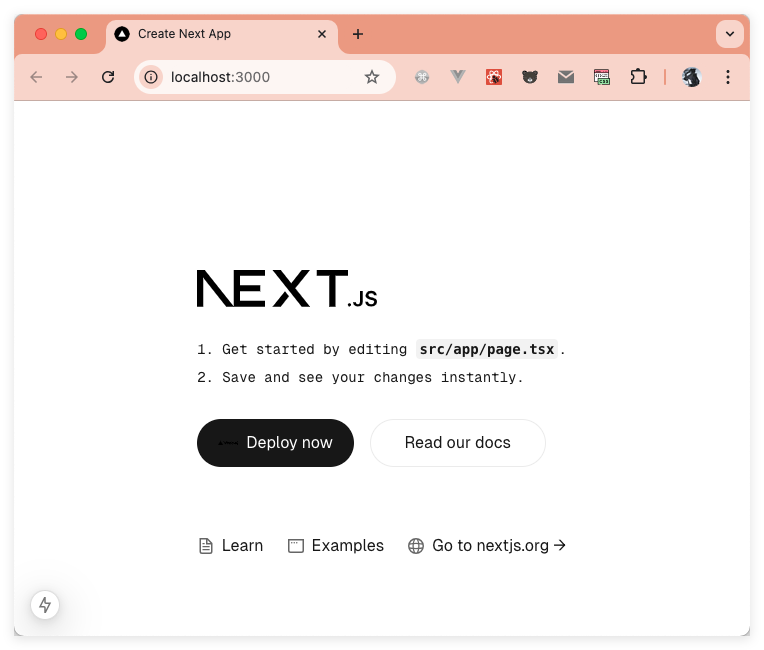 Create Next App
localhost:3000
NEXT.JS
1. Get started by editing src/app/page.tsx.
2. Save and see your changes instantly.
Deploy now
Read our docs
Learn
Examples
Go to nextjs.org →